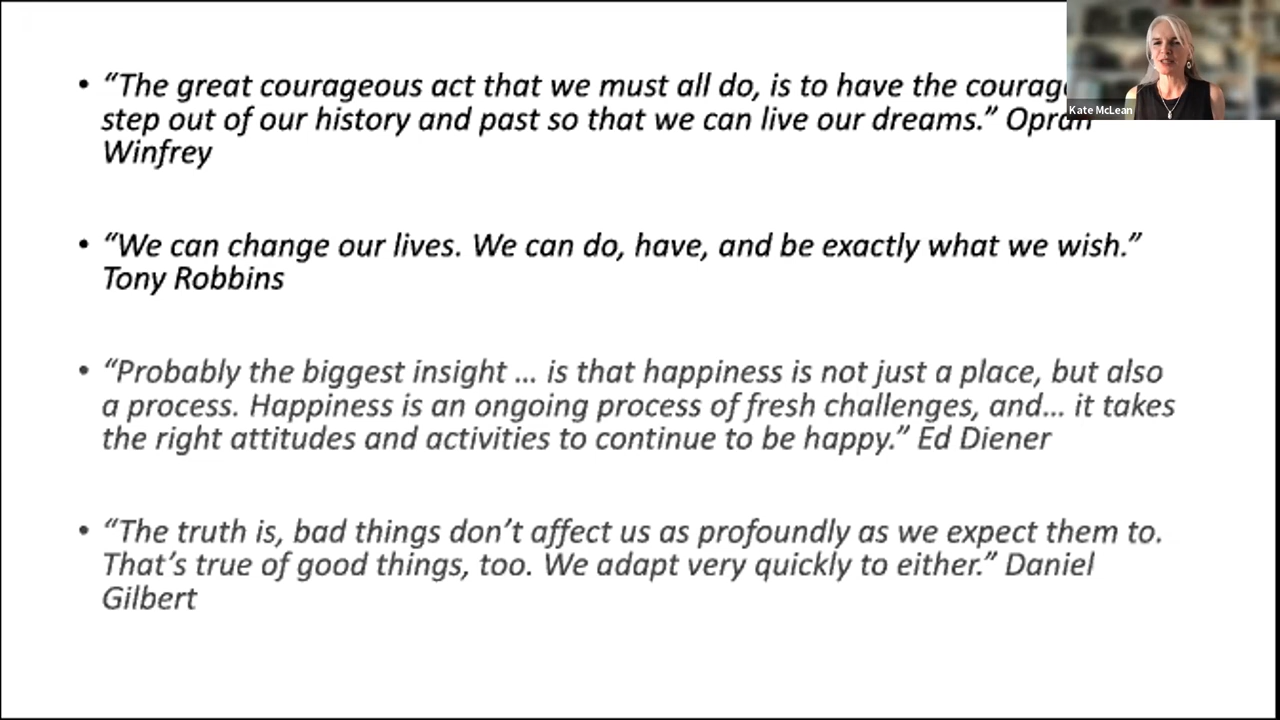 • “The great courageous act that we must all do, is to have the
step out of our history and past so that we can live our dreams.” Oprah
Winfrey
• “We can change our lives. We can do, have, and be exactly what we wish.”
Tony Robbins
• “Probably the biggest insight ... is that happiness is not just a place, but also
a process. Happiness is an ongoing process of fresh challenges, and... it takes
the right attitudes and activities to continue to be happy.” Ed Diener
• “The truth is, bad things don’t affect us as profoundly as we expect them to.
That’s true of good things, too. We adapt very quickly to either.” Daniel
Gilbert
Kate McLean